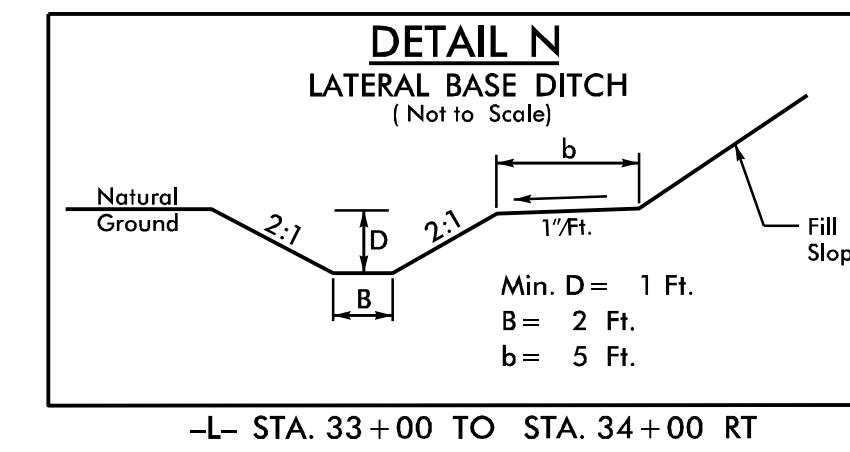 DETAIL N
LATERAL BASE DITCH
(Not to Scale)
b
Natural
Ground
2:1
D
2:1
1"/Ft.
Fill
Slop
B
Min. D = 1 Ft.
B = 2 Ft.
b = 5 Ft.
-L- STA. 33+00 TO STA. 34+00 RT